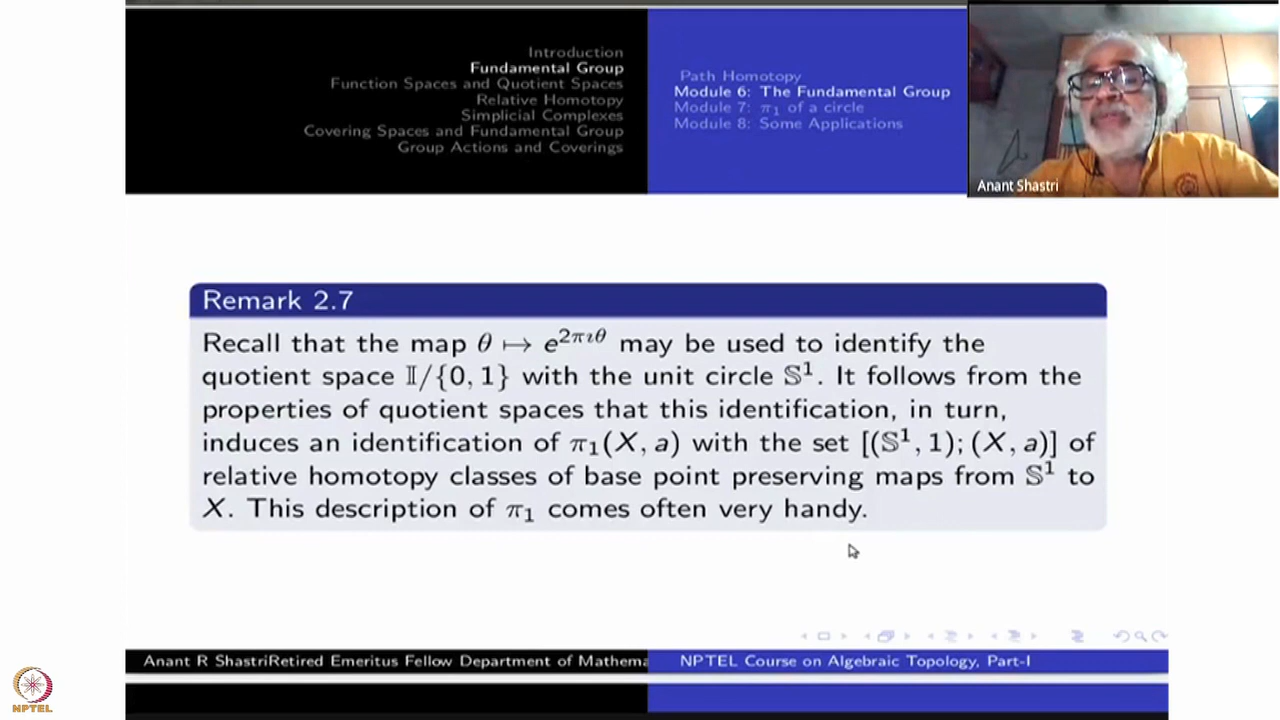 Introduction
Fundamental Group
Function Spaces and Quotient Spaces
Relative Homotopy
Simplicial Complexes
Covering Spaces and Fundamental Group
Group Actions and Coverings
Path Homotopy
Module 6: The Fundamental Group
Module 7: π₁ of a circle
Module 8: Some Applications
Anant Shastri
Remark 2.7
Recall that the map θ ↦ e^{2πıθ} may be used to identify the
quotient space 𝕀/{0, 1} with the unit circle 𝕊¹. It follows from the
properties of quotient spaces that this identification, in turn,
induces an identification of π₁(X, a) with the set [(𝕊¹, 1); (X, a)] of
relative homotopy classes of base point preserving maps from 𝕊¹ to
X. This description of π₁ comes often very handy.
Anant R ShastriRetired Emeritus Fellow Department of Mathema
NPTEL Course on Algebraic Topology, Part-I
NPTEL